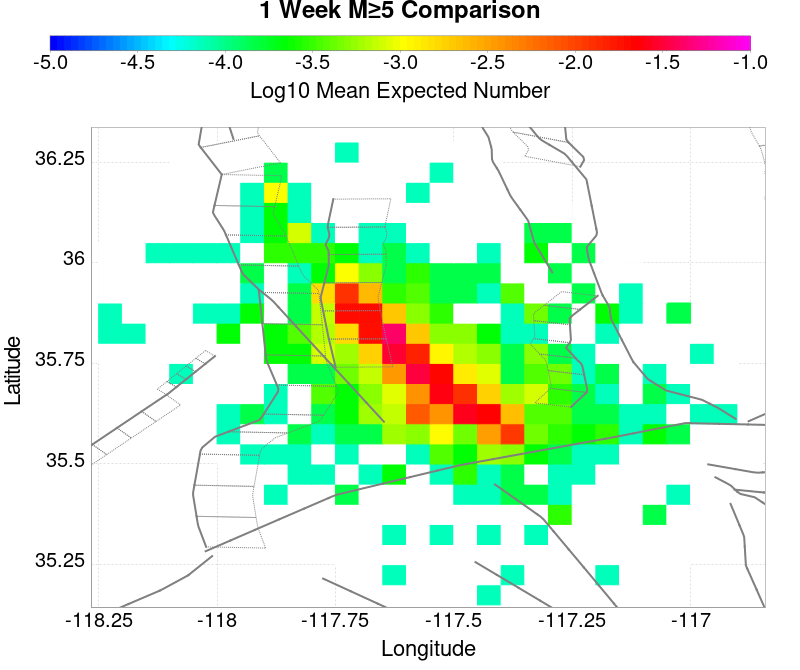 1 Week M≥5 Comparison
-5.0 -4.5 -4.0 -3.5 -3.0 -2.5 -2.0 -1.5 -1.0
Log10 Mean Expected Number
36.25
36
35.75
35.5
35.25
Latitude
-118.25 -118 -117.75 -117.5 -117.25 -117
Longitude